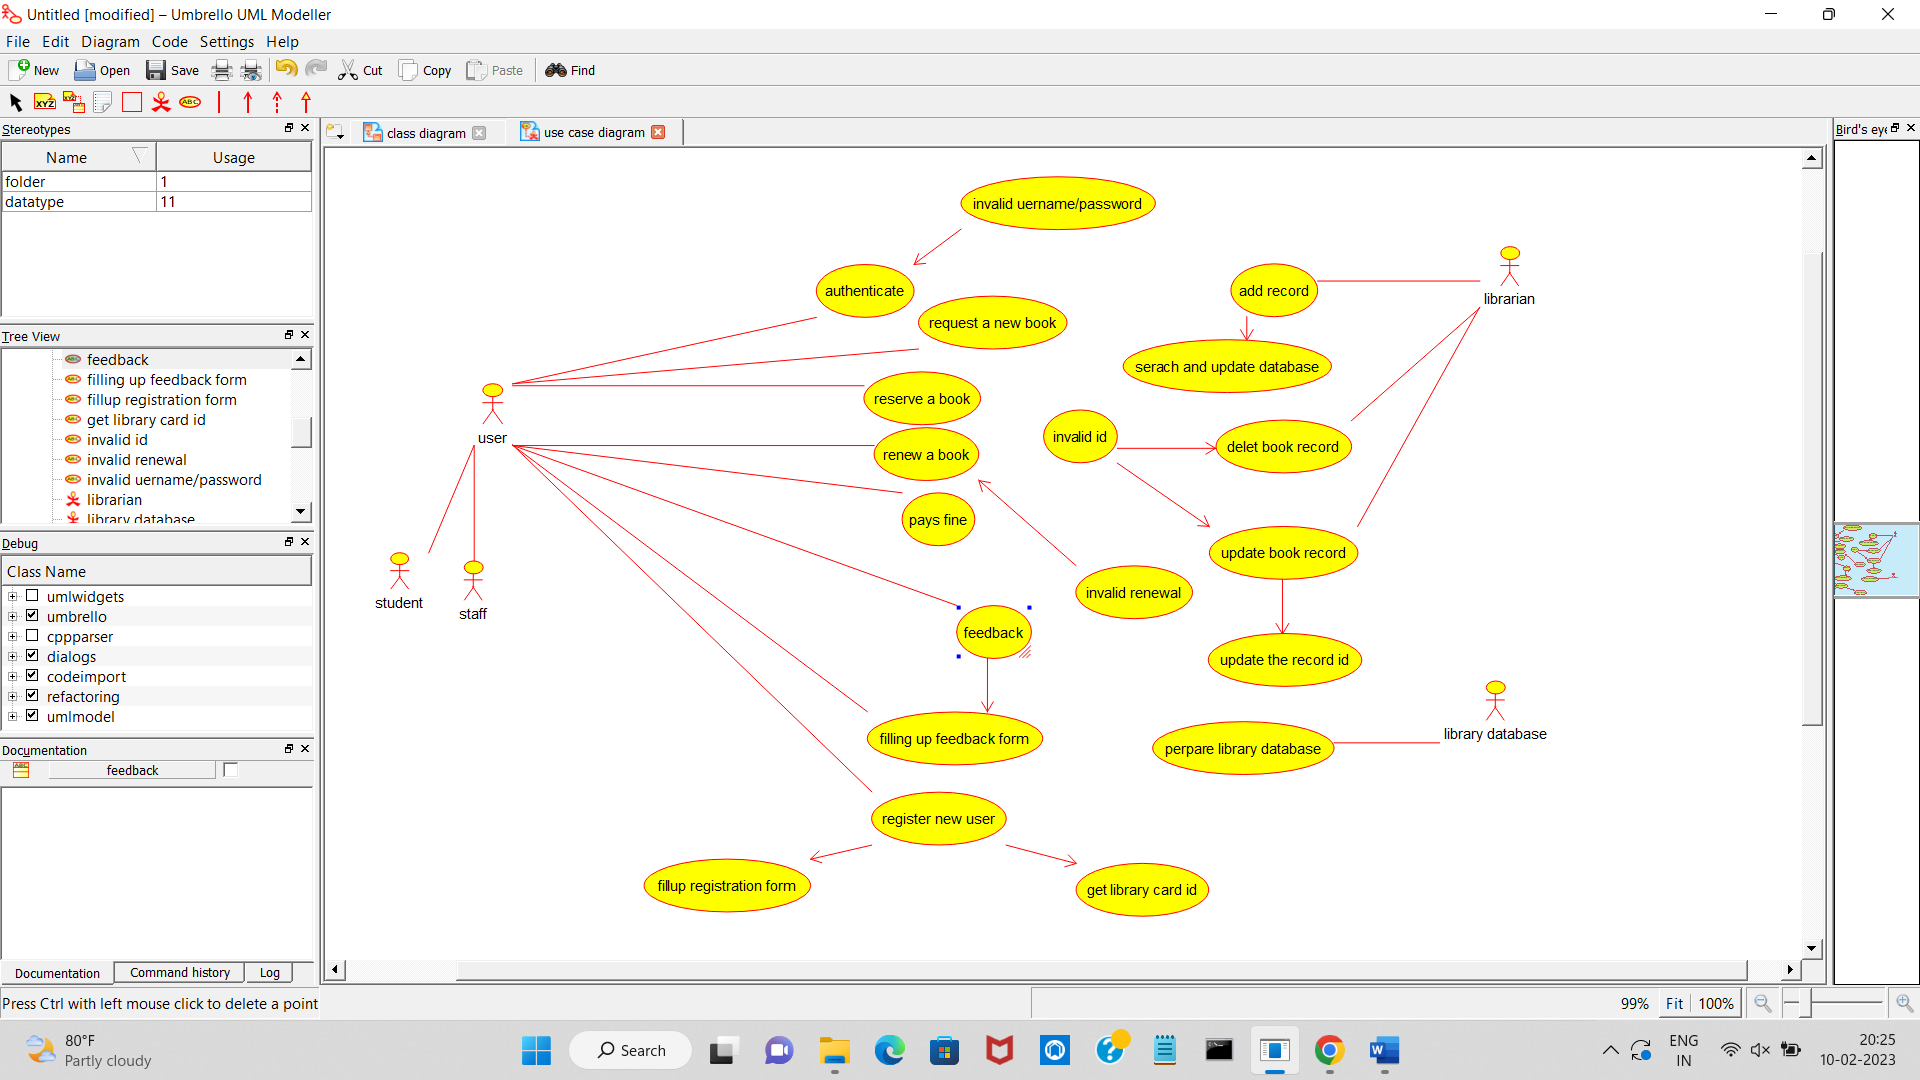 Untitled [modified] – Umbrello UML Modeller
File Edit Diagram Code Settings Help
New Open Save Cut Copy Paste Find
XYZ XYZ ABC
Stereotypes
Name Usage
folder 1
datatype 11
Tree View
feedback
filling up feedback form
fillup registration form
get library card id
invalid id
invalid renewal
invalid uername/password
librarian
library database
Debug
Class Name
umlwidgets
umbrello
cppparser
dialogs
codeimport
refactoring
umlmodel
Documentation
feedback
Documentation Command history Log
Press Ctrl with left mouse click to delete a point
class diagram use case diagram
invalid uername/password
authenticate
request a new book
reserve a book
renew a book
pays fine
user
student
staff
feedback
filling up feedback form
register new user
fillup registration form
get library card id
invalid renewal
add record
librarian
serach and update database
invalid id
delet book record
update book record
update the record id
perpare library database
library database
Bird's eye
99% Fit 100%
80°F
Partly cloudy
Search
ENG
IN
20:25
10-02-2023